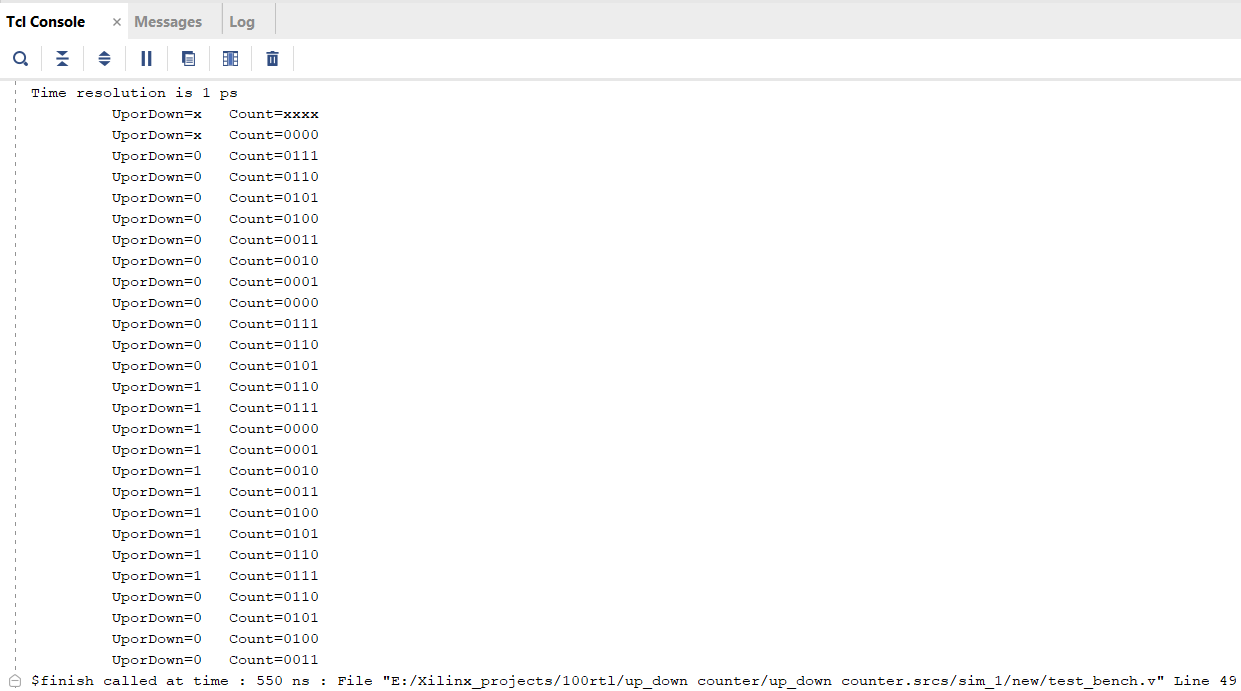 Tcl Console × Messages Log
Time resolution is 1 ps
UporDown=x Count=xxxx
UporDown=x Count=0000
UporDown=0 Count=0111
UporDown=0 Count=0110
UporDown=0 Count=0101
UporDown=0 Count=0100
UporDown=0 Count=0011
UporDown=0 Count=0010
UporDown=0 Count=0001
UporDown=0 Count=0000
UporDown=0 Count=0111
UporDown=0 Count=0110
UporDown=0 Count=0101
UporDown=1 Count=0110
UporDown=1 Count=0111
UporDown=1 Count=0000
UporDown=1 Count=0001
UporDown=1 Count=0010
UporDown=1 Count=0011
UporDown=1 Count=0100
UporDown=1 Count=0101
UporDown=1 Count=0110
UporDown=1 Count=0111
UporDown=0 Count=0110
UporDown=0 Count=0101
UporDown=0 Count=0100
UporDown=0 Count=0011
$finish called at time : 550 ns : File "E:/Xilinx_projects/100rtl/up_down counter/up_down counter.srcs/sim_1/new/test_bench.v" Line 49